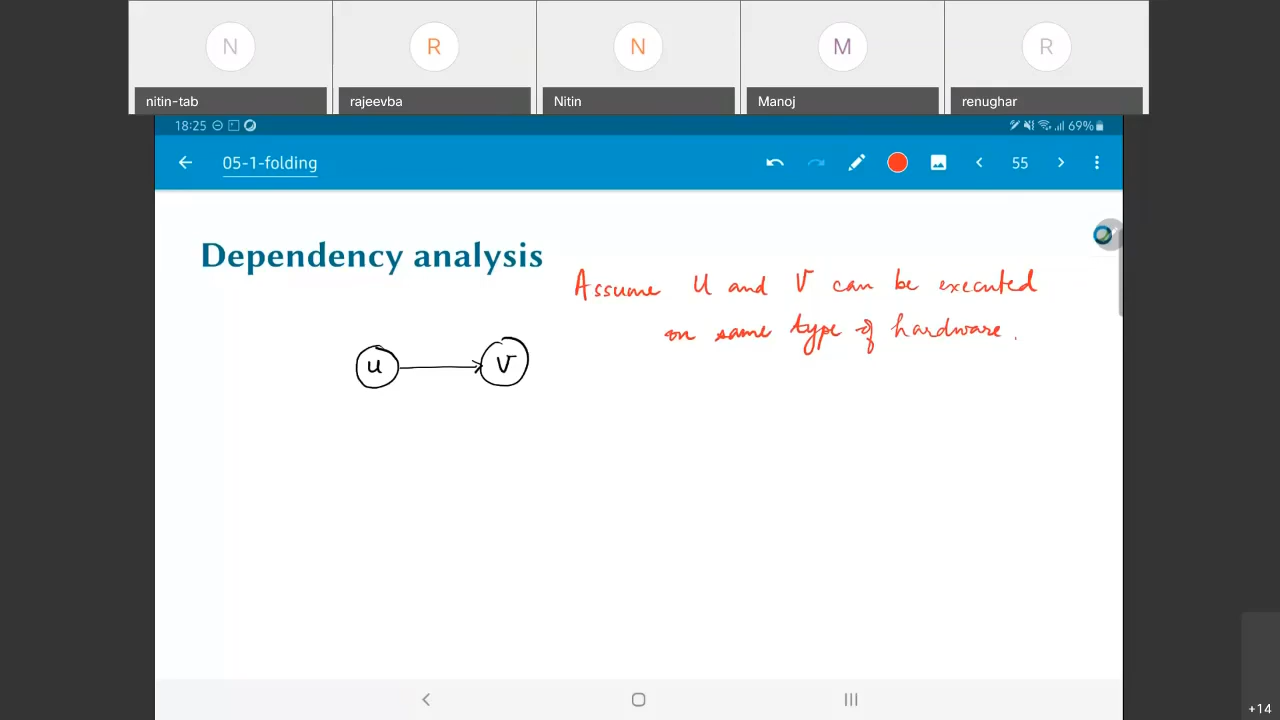 N R N M R
nitin-tab rajeevba Nitin Manoj renughar
18:25 69%
05-1-folding 55
Dependency analysis
Assume U and V can be executed
on same type of hardware.
u V
+14